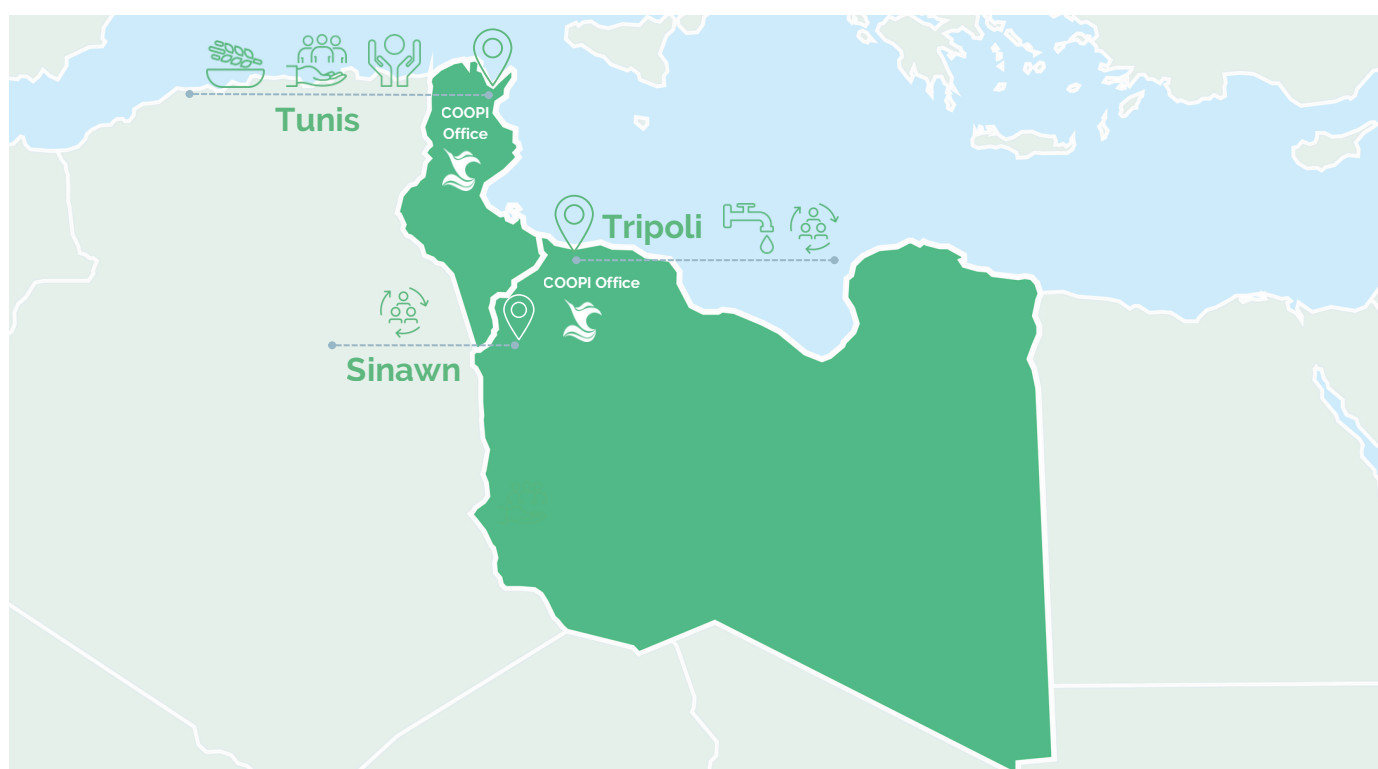 Tunis
COOPI
Office
Tripoli
COOPI Office
Sinawn